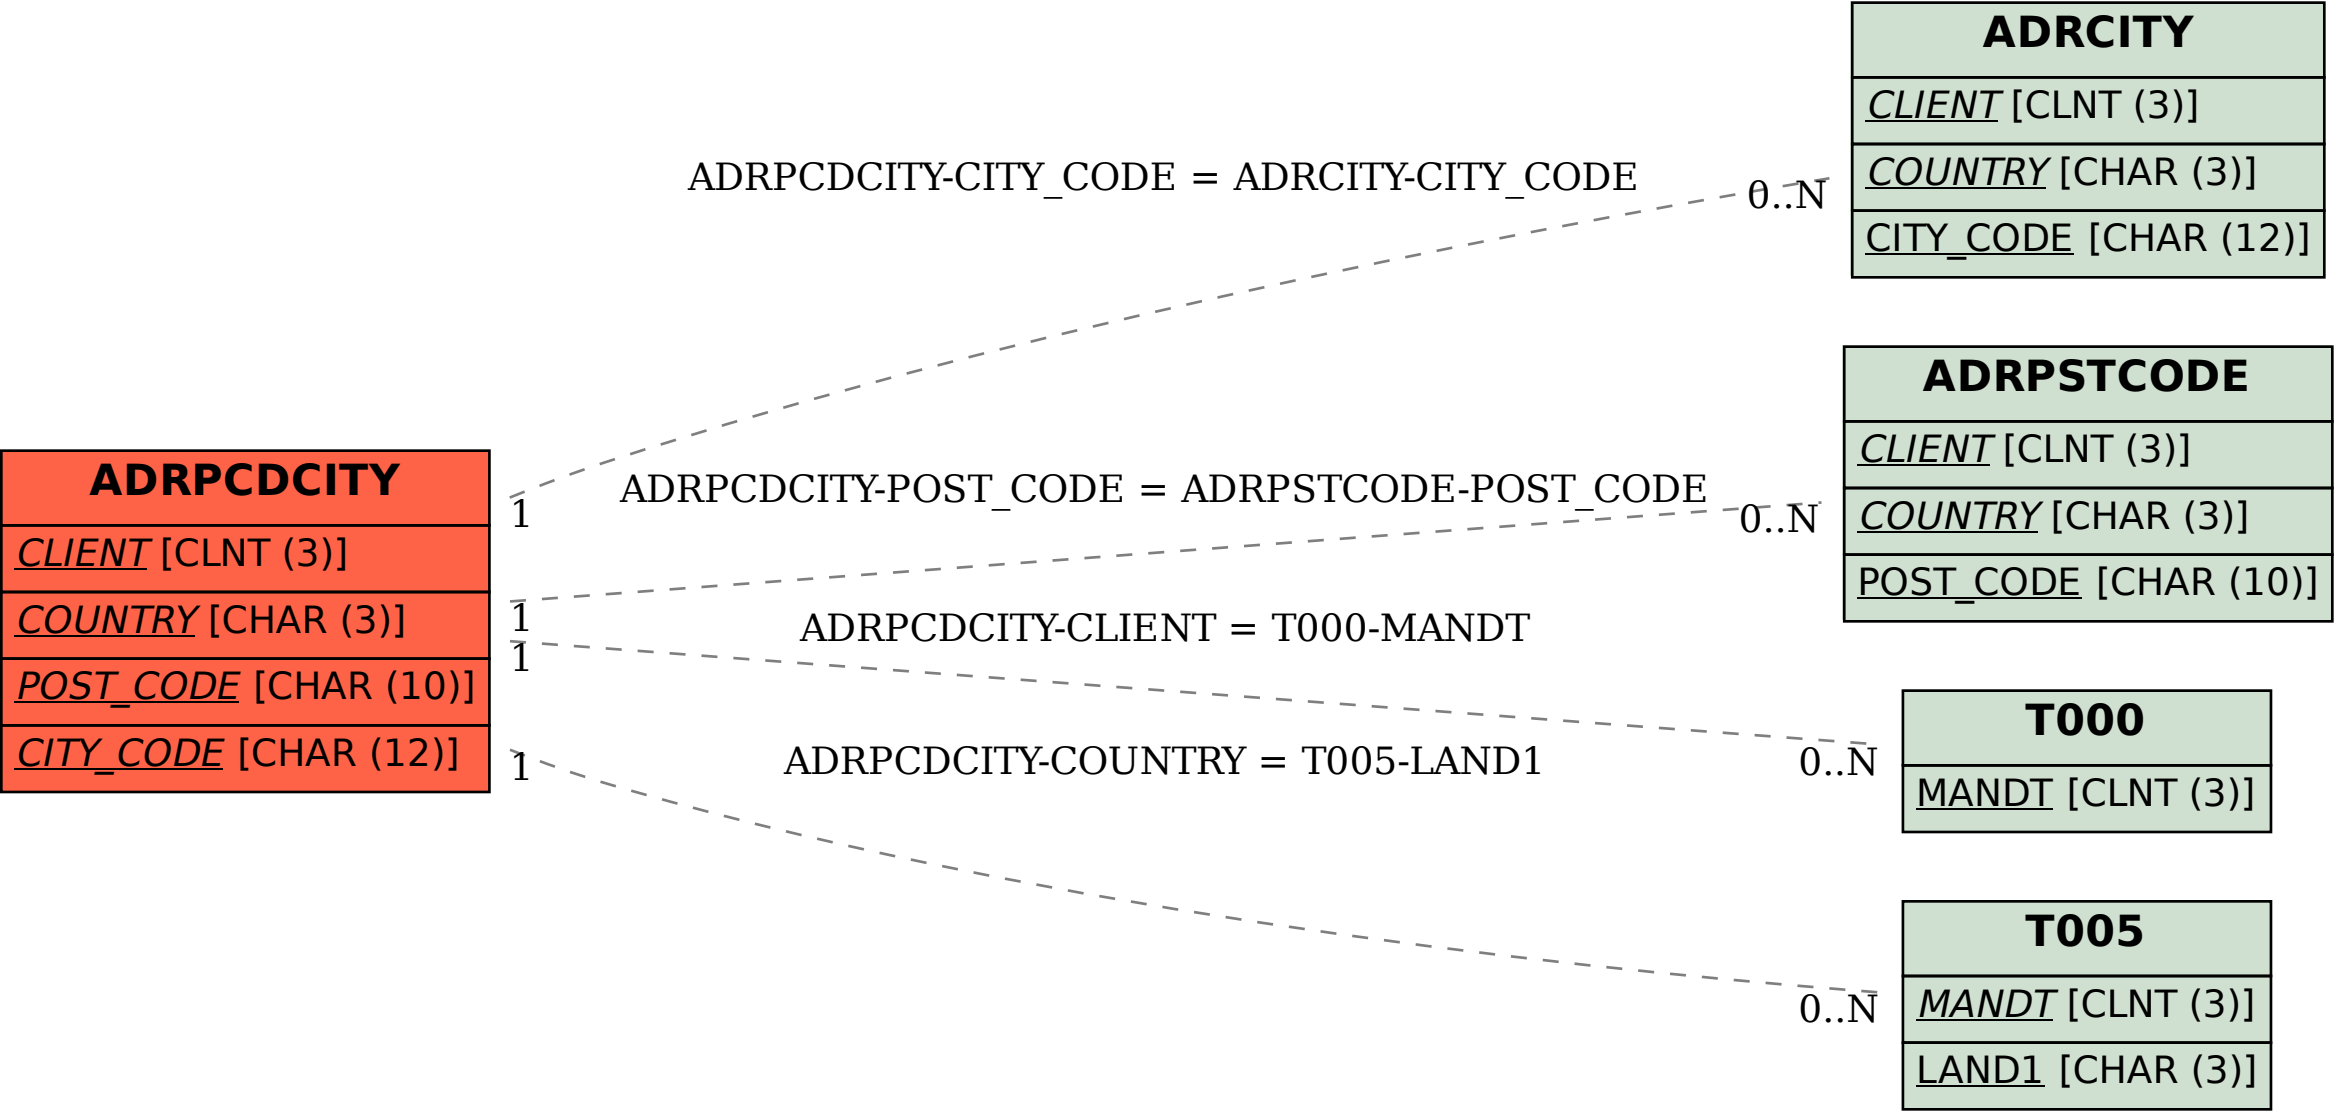 ADRPCDCITY
CLIENT [CLNT (3)]
COUNTRY [CHAR (3)]
POST_CODE [CHAR (10)]
CITY_CODE [CHAR (12)]
ADRPCDCITY-CITY_CODE = ADRCITY-CITY_CODE
1
0..N
ADRPCDCITY-POST_CODE = ADRPSTCODE-POST_CODE
1
0..N
ADRPCDCITY-CLIENT = T000-MANDT
1
0..N
ADRPCDCITY-COUNTRY = T005-LAND1
1
0..N
ADRCITY
CLIENT [CLNT (3)]
COUNTRY [CHAR (3)]
CITY_CODE [CHAR (12)]
ADRPSTCODE
CLIENT [CLNT (3)]
COUNTRY [CHAR (3)]
POST_CODE [CHAR (10)]
T000
MANDT [CLNT (3)]
T005
MANDT [CLNT (3)]
LAND1 [CHAR (3)]